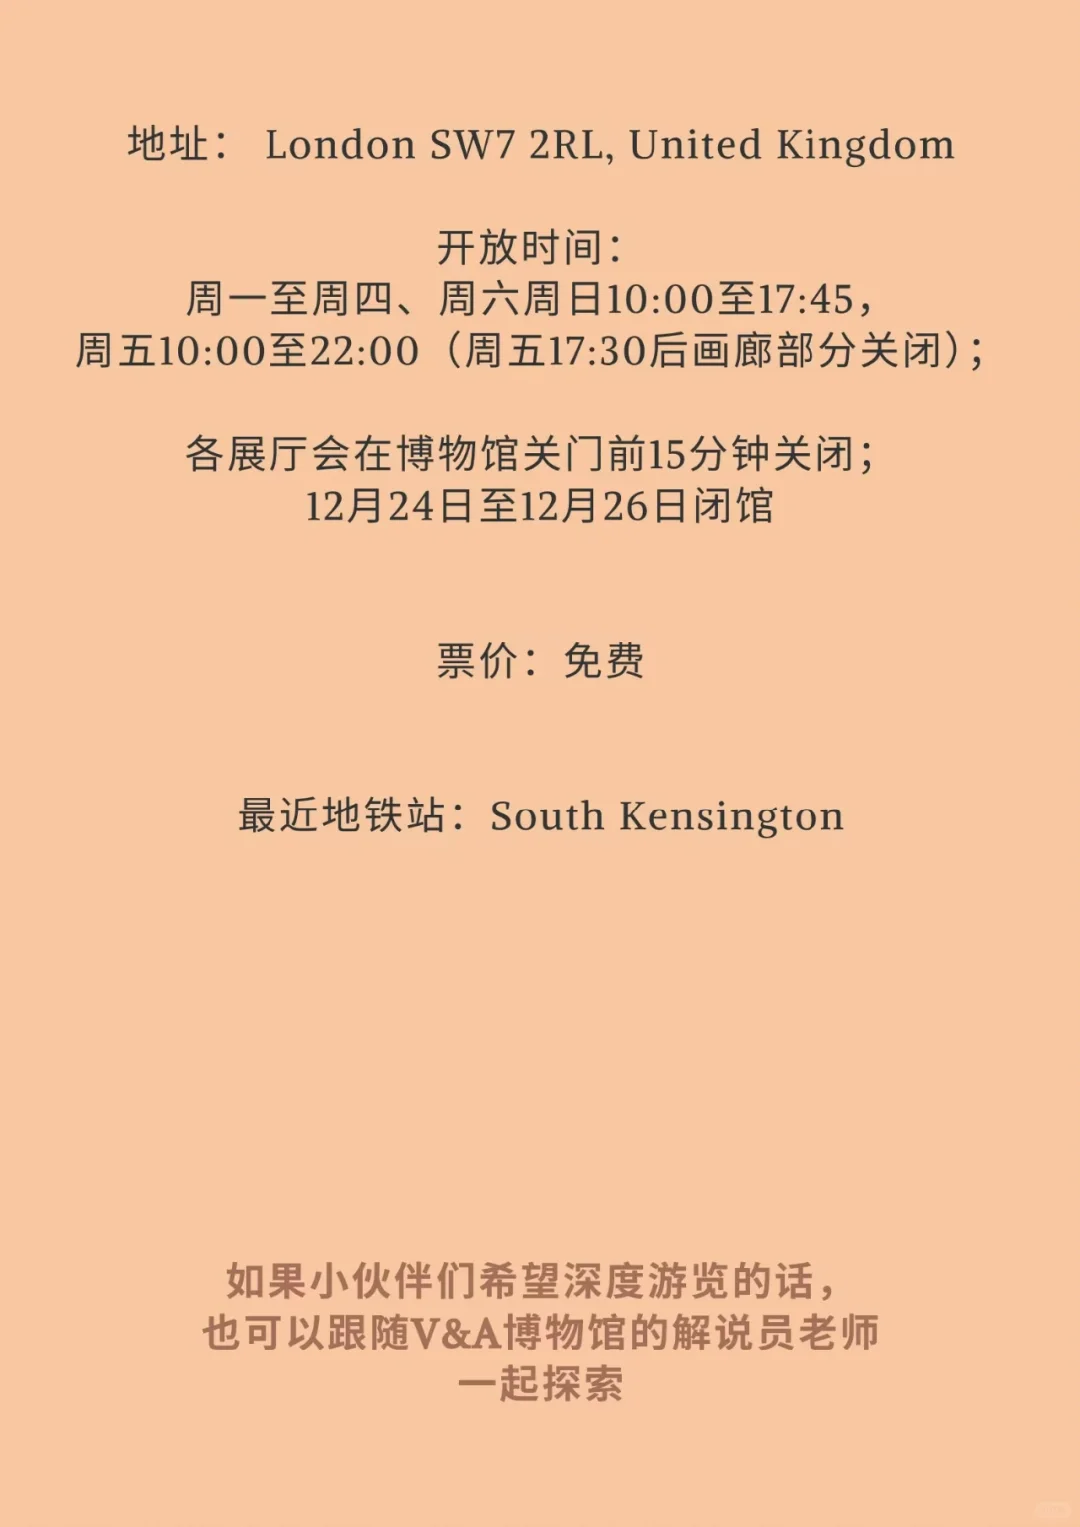 地址： London SW7 2RL, United Kingdom
开放时间：
周一至周四、周六周日10:00至17:45，
周五10:00至22:00（周五17:30后画廊部分关闭）；
各展厅会在博物馆关门前15分钟关闭；
12月24日至12月26日闭馆
票价：免费
最近地铁站：South Kensington
如果小伙伴们希望深度游览的话，
也可以跟随V&A博物馆的解说员老师
一起探索